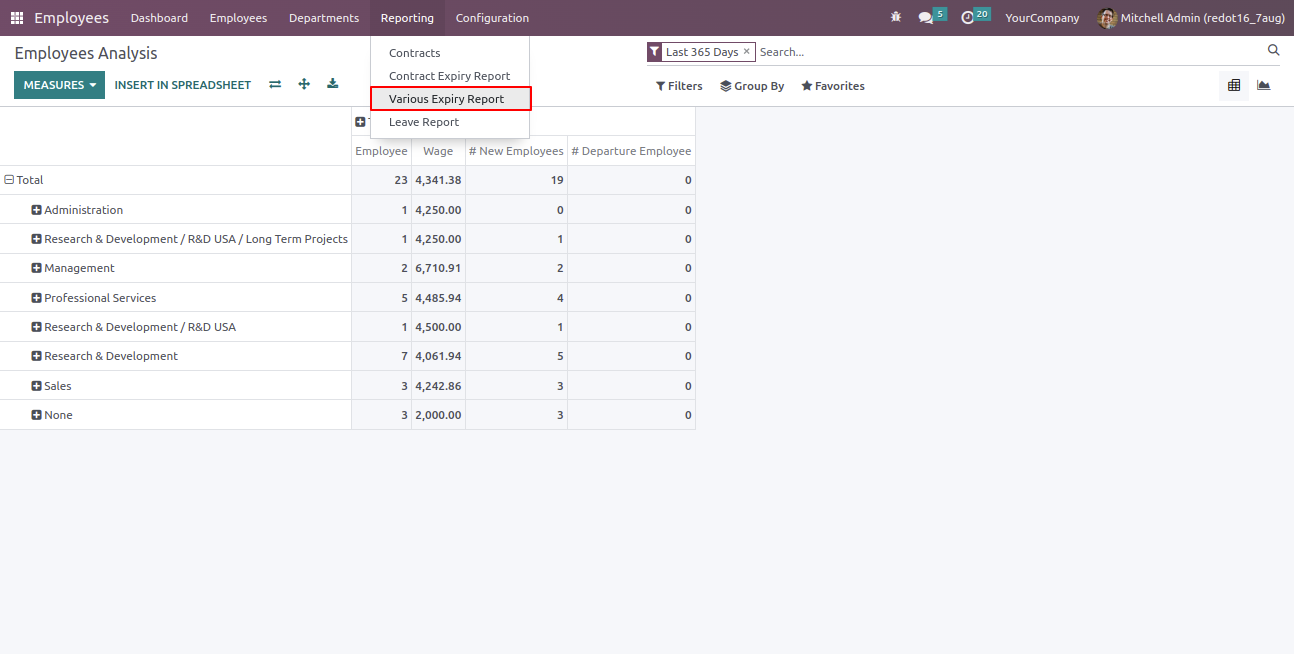 Employees Dashboard Employees Departments Reporting Configuration 5 20 YourCompany Mitchell Admin (redot16_7aug)
Employees Analysis
Last 365 Days × Search...
MEASURES INSERT IN SPREADSHEET
Filters Group By Favorites
Contracts
Contract Expiry Report
Various Expiry Report
Leave Report
Employee Wage # New Employees # Departure Employee
Total 23 4,341.38 19 0
Administration 1 4,250.00 0 0
Research & Development / R&D USA / Long Term Projects 1 4,250.00 1 0
Management 2 6,710.91 2 0
Professional Services 5 4,485.94 4 0
Research & Development / R&D USA 1 4,500.00 1 0
Research & Development 7 4,061.94 5 0
Sales 3 4,242.86 3 0
None 3 2,000.00 3 0